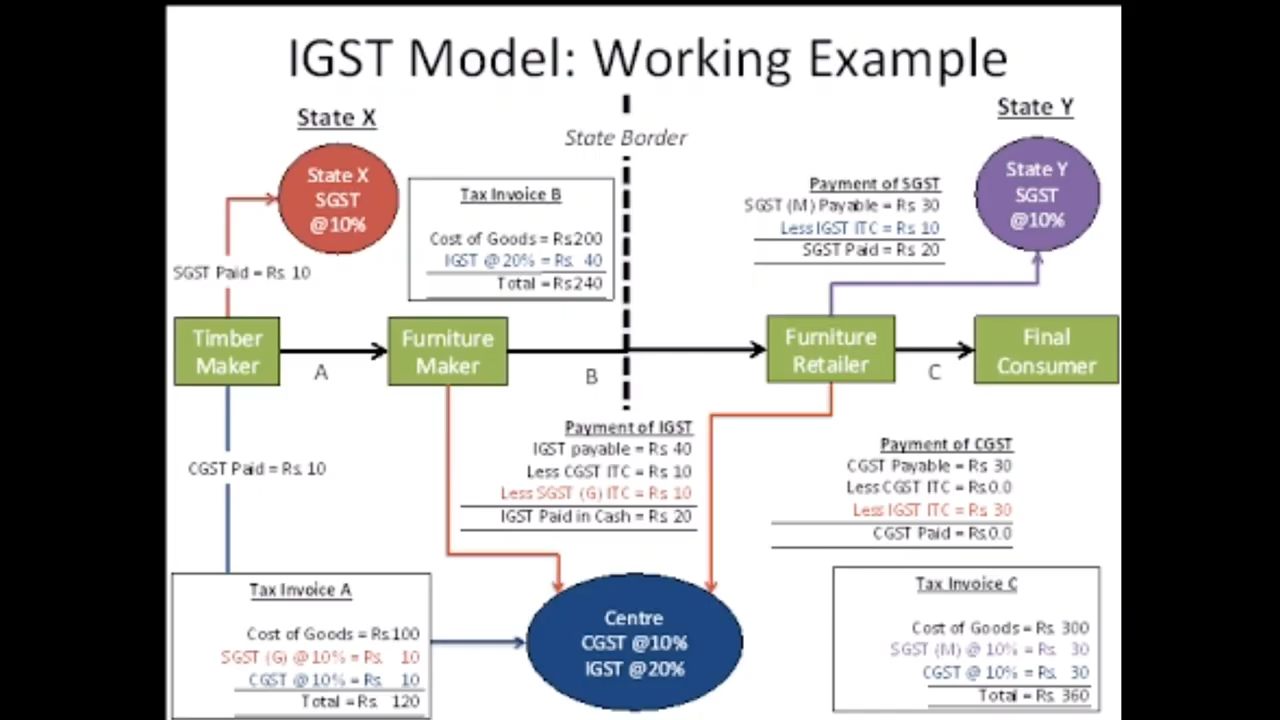 IGST Model: Working Example
State X
State Border
State Y
State X
SGST
@10%
Tax Invoice B
Cost of Goods = Rs.200
IGST @ 20% = Rs. 40
Total = Rs.240
Payment of SGST
SGST (M) Payable = Rs. 30
Less IGST ITC = Rs. 10
SGST Paid = Rs. 20
State Y
SGST
@10%
SGST Paid = Rs. 10
Timber
Maker
A
Furniture
Maker
B
Furniture
Retailer
C
Final
Consumer
CGST Paid = Rs. 10
Payment of IGST
IGST payable = Rs. 40
Less CGST ITC = Rs. 10
Less SGST (G) ITC = Rs. 10
IGST Paid in Cash = Rs. 20
Payment of CGST
CGST Payable = Rs. 30
Less CGST ITC = Rs.0.0
Less IGST ITC = Rs. 30
CGST Paid = Rs.0.0
Tax Invoice A
Cost of Goods = Rs.100
SGST (G) @ 10% = Rs. 10
CGST @ 10% = Rs. 10
Total = Rs. 120
Centre
CGST @10%
IGST @20%
Tax Invoice C
Cost of Goods = Rs. 300
SGST (M) @ 10% = Rs. 30
CGST @ 10% = Rs. 30
Total = Rs. 360